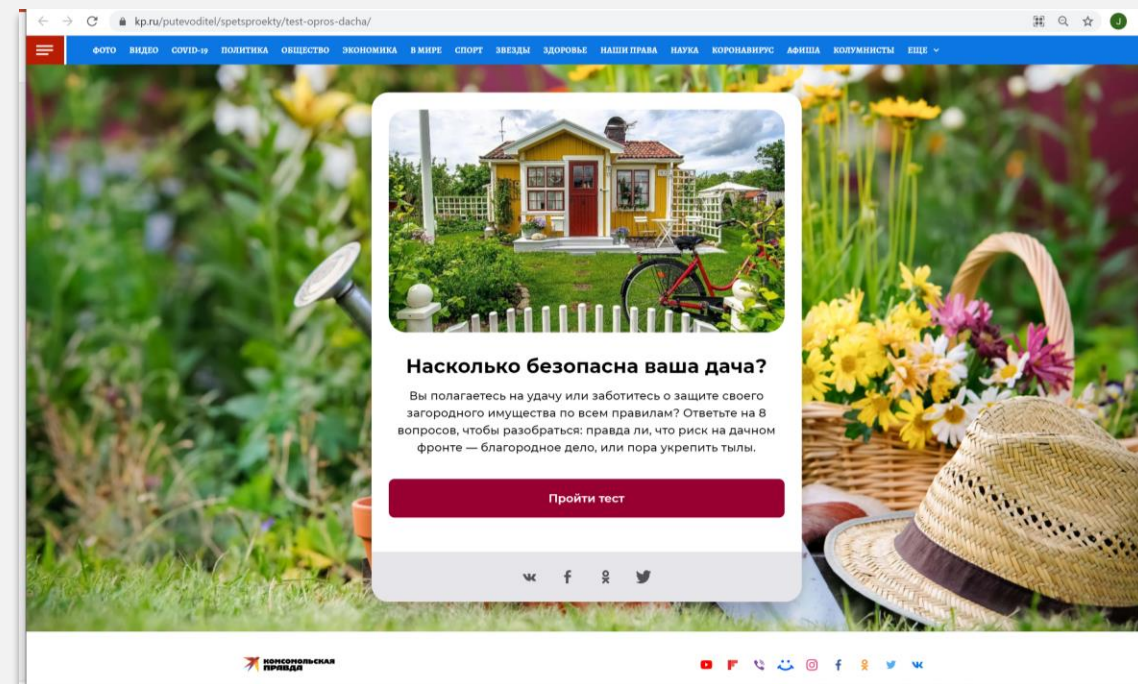 kp.ru/putevoditel/spetsproekty/test-opros-dacha/
J
ФОТО ВИДЕО COVID-19 ПОЛИТИКА ОБЩЕСТВО ЭКОНОМИКА В МИРЕ СПОРТ ЗВЕЗДЫ ЗДОРОВЬЕ НАШИ ПРАВА НАУКА КОРОНАВИРУС АФИША КОЛУМНИСТЫ ЕЩЕ
Насколько безопасна ваша дача?
Вы полагаетесь на удачу или заботитесь о защите своего
загородного имущества по всем правилам? Ответьте на 8
вопросов, чтобы разобраться: правда ли, что риск на дачном
фронте — благородное дело, или пора укрепить тылы.
Пройти тест
КОМСОМОЛЬСКАЯ
ПРАВДА